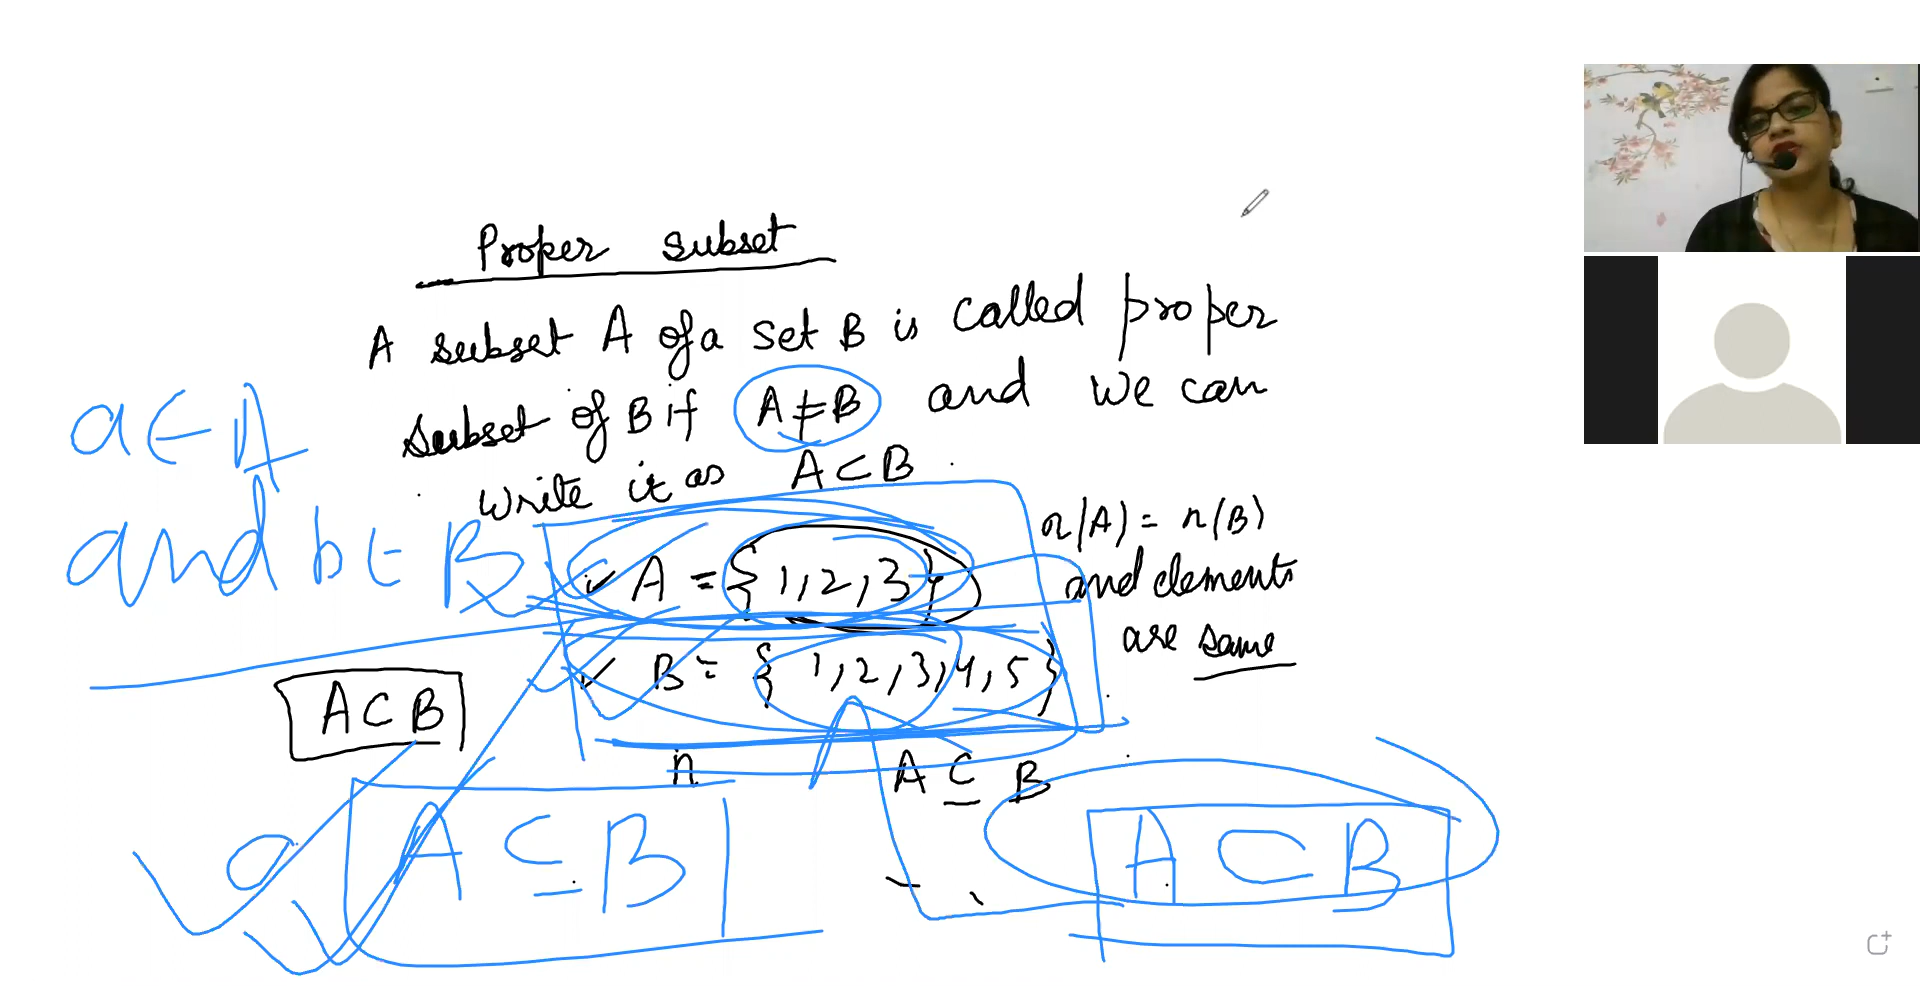 Proper subset
A subset A of a set B is called proper
subset of B if A ≠ B and we can
write it as A ⊂ B
a ∈ A
and b ∈ B
n(A) = n(B)
and elements
are same
A = {1, 2, 3}
B = {1, 2, 3, 4, 5}
A ⊂ B
n
A ⊆ B
A ⊆ B
A ⊂ B